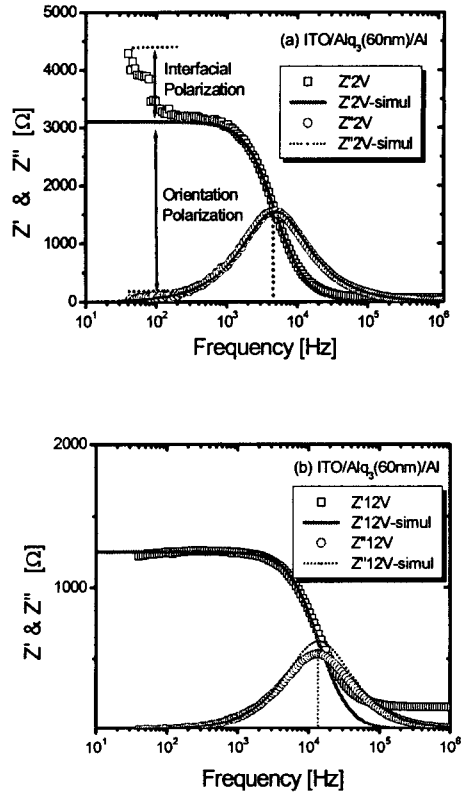 5000
4000
3000
2000
1000
0
Z' & Z" [Ω]
(a) ITO/Alq₃(60nm)/Al
Z'2V
Z'2V-simul
Z"2V
Z"2V-simul
Interfacial
Polarization
Orientation
Polarization
10¹ 10² 10³ 10⁴ 10⁵ 10⁶
Frequency [Hz]
2000
1000
Z' & Z" [Ω]
(b) ITO/Alq₃(60nm)/Al
Z'12V
Z'12V-simul
Z"12V
Z"12V-simul
10¹ 10² 10³ 10⁴ 10⁵ 10⁶
Frequency [Hz]